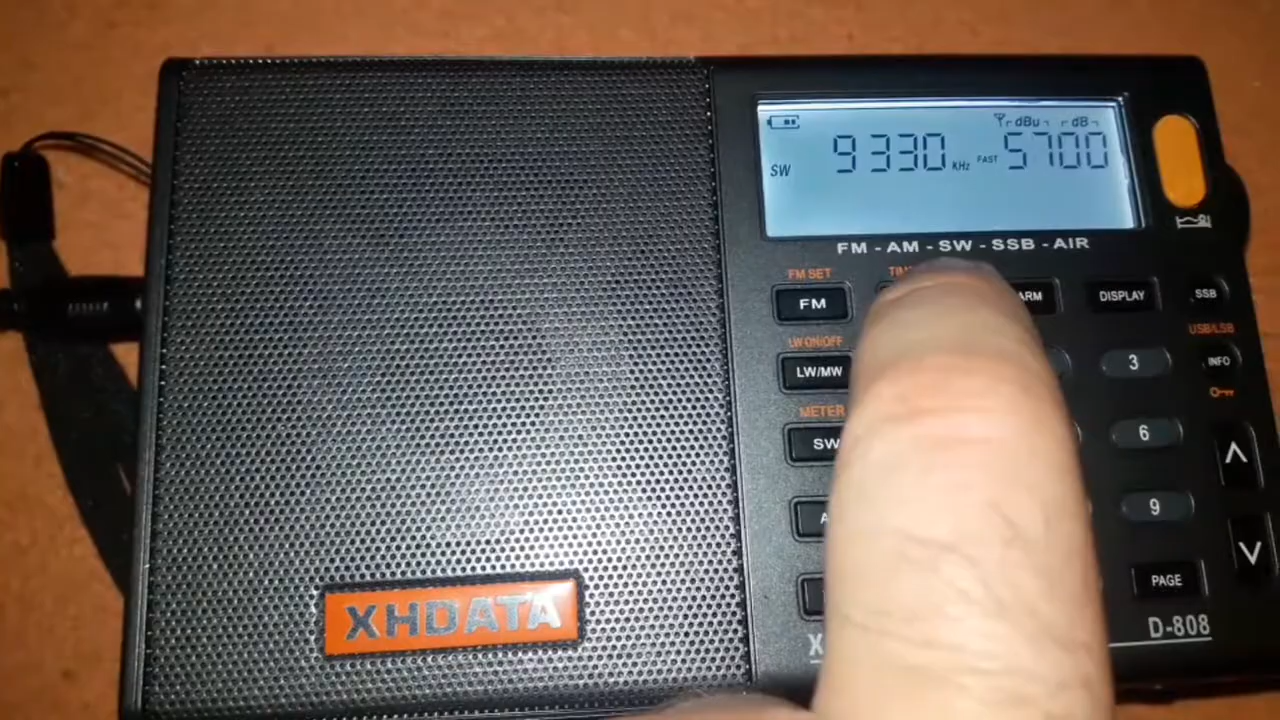 dBu dB
SW 9330 KHz FAST 5700
FM - AM - SW - SSB - AIR
FM SET
FM DISPLAY SSB
USB/LSB
LW ON/OFF
LW/MW 3 INFO
METER
SW 6
9
PAGE
XHDATA
D-808